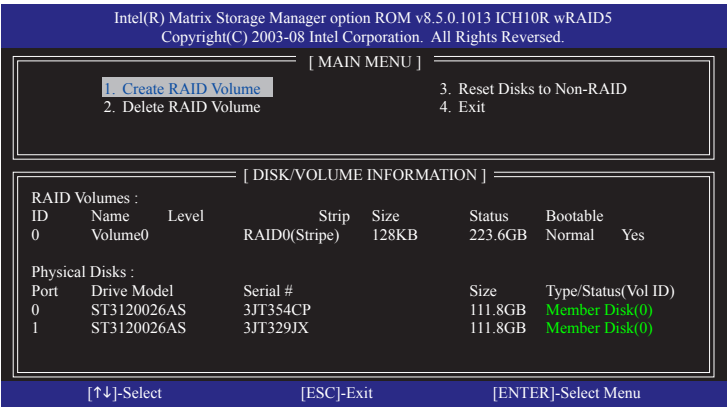 Intel(R) Matrix Storage Manager option ROM v8.5.0.1013 ICH10R wRAID5
Copyright(C) 2003-08 Intel Corporation. All Rights Reversed.
[ MAIN MENU ]
1. Create RAID Volume 3. Reset Disks to Non-RAID
2. Delete RAID Volume 4. Exit
[ DISK/VOLUME INFORMATION ]
RAID Volumes :
ID Name Level Strip Size Status Bootable
0 Volume0 RAID0(Stripe) 128KB 223.6GB Normal Yes
Physical Disks :
Port Drive Model Serial # Size Type/Status(Vol ID)
0 ST3120026AS 3JT354CP 111.8GB Member Disk(0)
1 ST3120026AS 3JT329JX 111.8GB Member Disk(0)
[↑↓]-Select [ESC]-Exit [ENTER]-Select Menu